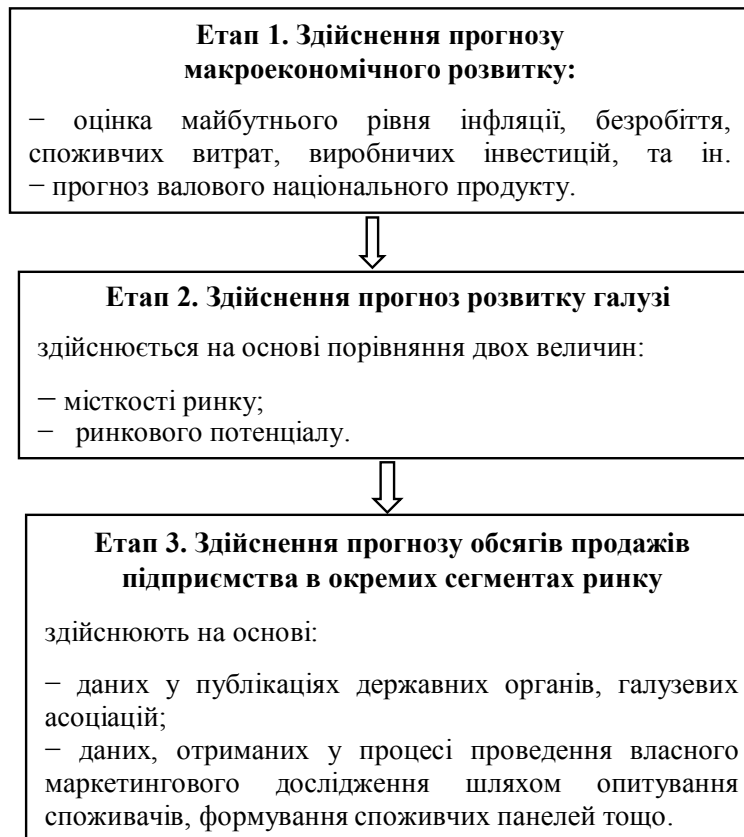 Етап 1. Здійснення прогнозу
макроекономічного розвитку:
− оцінка майбутнього рівня інфляції, безробіття,
споживчих витрат, виробничих інвестицій, та ін.
− прогноз валового національного продукту.
Етап 2. Здійснення прогноз розвитку галузі
здійснюється на основі порівняння двох величин:
− місткості ринку;
− ринкового потенціалу.
Етап 3. Здійснення прогнозу обсягів продажів
підприємства в окремих сегментах ринку
здійснюють на основі:
− даних у публікаціях державних органів, галузевих
асоціацій;
− даних, отриманих у процесі проведення власного
маркетингового дослідження шляхом опитування
споживачів, формування споживчих панелей тощо.